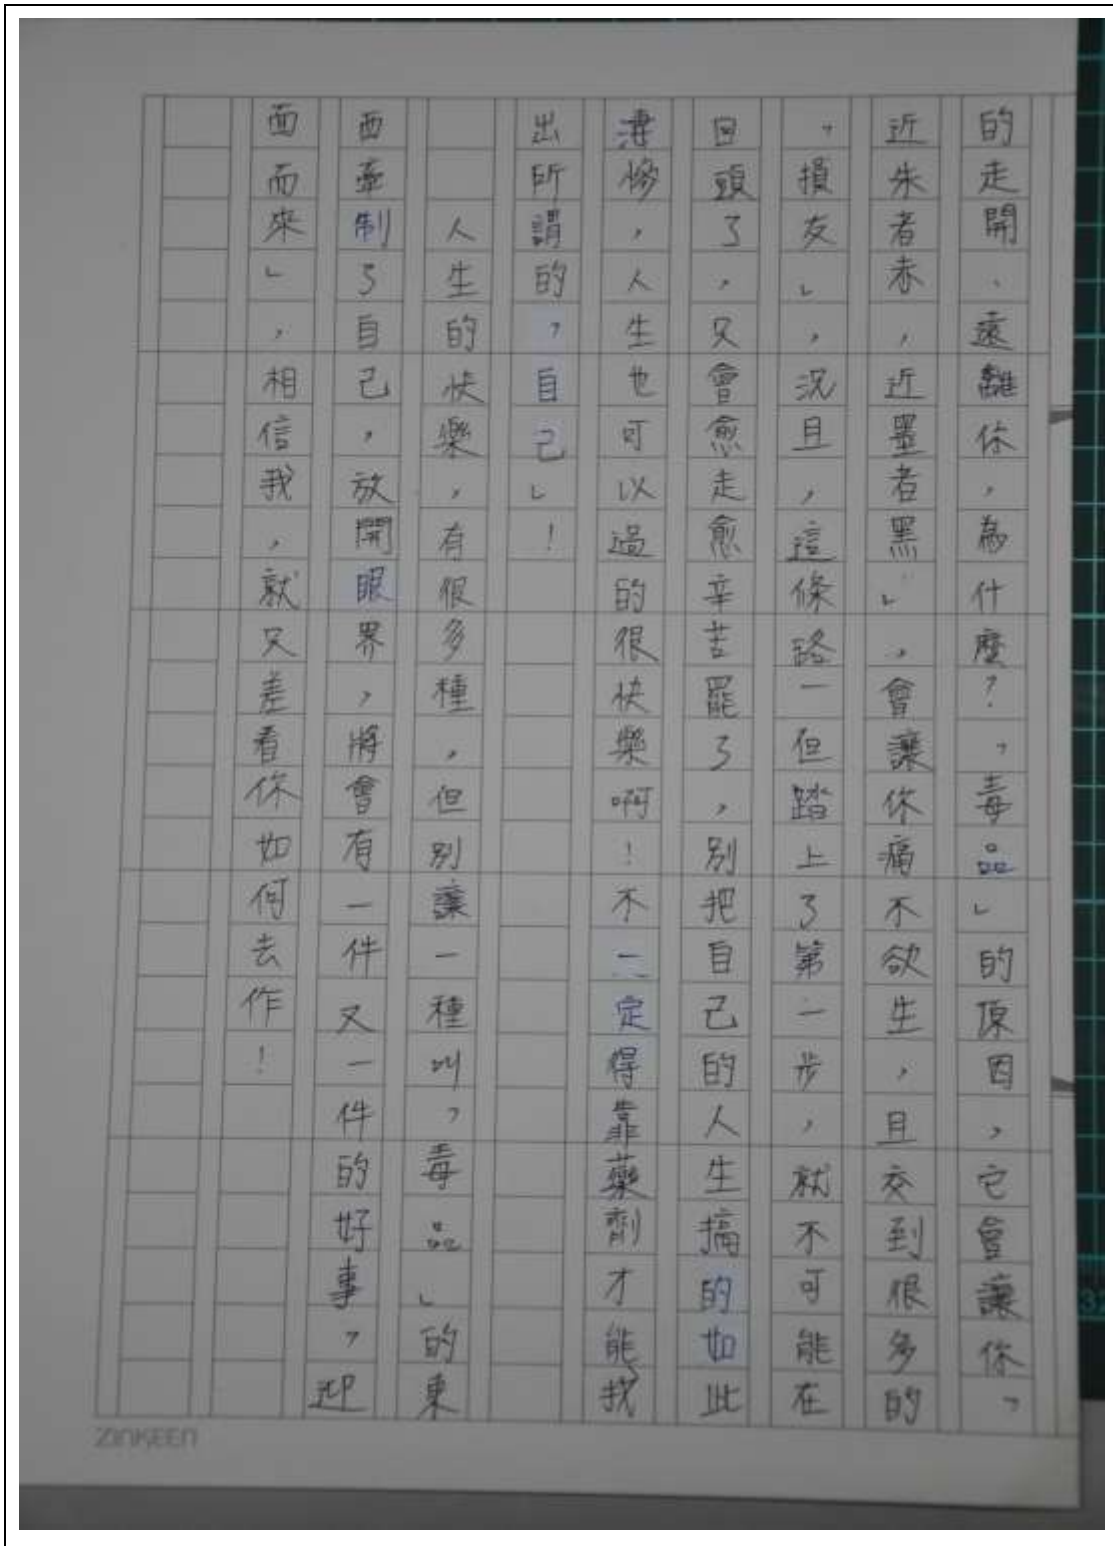 的走開、遠離你，為什麼？「毒品」的原因，它會讓你「
近朱者赤，近墨者黑」，會讓你痛不欲生，且交到很多的
「損友」，況且，這條路一但踏上了第一步，就不可能在
回頭了，只會愈走愈辛苦罷了，別把自己的人生搞的如此
淒慘，人生也可以過的很快樂啊！不一定得靠藥劑才能找
出所謂的「自己」！
人生的快樂，有很多種，但別讓一種叫「毒品」的東
西牽制了自己，放開眼界，將會有一件又一件的好事「迎
面而來」，相信我，就只差看你如何去作！
ZINKEEN